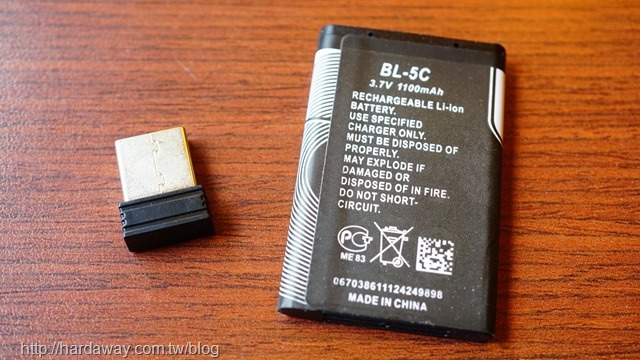 BL-5C
3.7V 1100mAh
RECHARGEABLE Li-ion
BATTERY.
USE SPECIFIED
CHARGER ONLY.
MUST BE DISPOSED OF
PROPERLY.
MAY EXPLODE IF
DAMAGED OR
DISPOSED OF IN FIRE.
DO NOT SHORT-
CIRCUIT.
ME 83
067038611124249898
MADE IN CHINA
http://hardaway.com.tw/blog